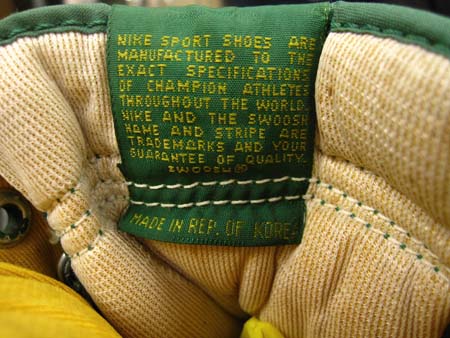 NIKE SPORT SHOES ARE
MANUFACTURED TO THE
EXACT SPECIFICATIONS
OF CHAMPION ATHLETES
THROUGHOUT THE WORLD.
NIKE AND THE SWOOSH
NAME AND STRIPE ARE
TRADEMARKS AND YOUR
GUARANTEE OF QUALITY.
SWOOSH®
MADE IN REP. OF KOREA